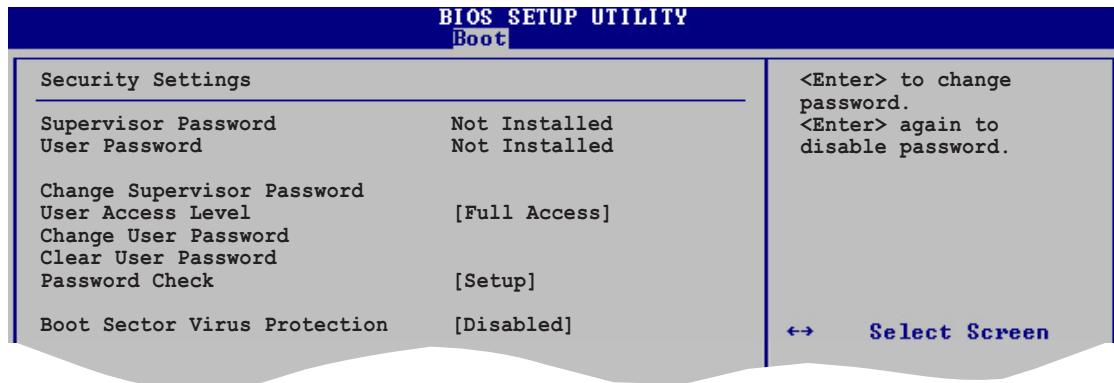 BIOS SETUP UTILITY
Boot
Security Settings
Supervisor Password Not Installed
User Password Not Installed
Change Supervisor Password
User Access Level [Full Access]
Change User Password
Clear User Password
Password Check [Setup]
Boot Sector Virus Protection [Disabled]
<Enter> to change
password.
<Enter> again to
disable password.
←→ Select Screen